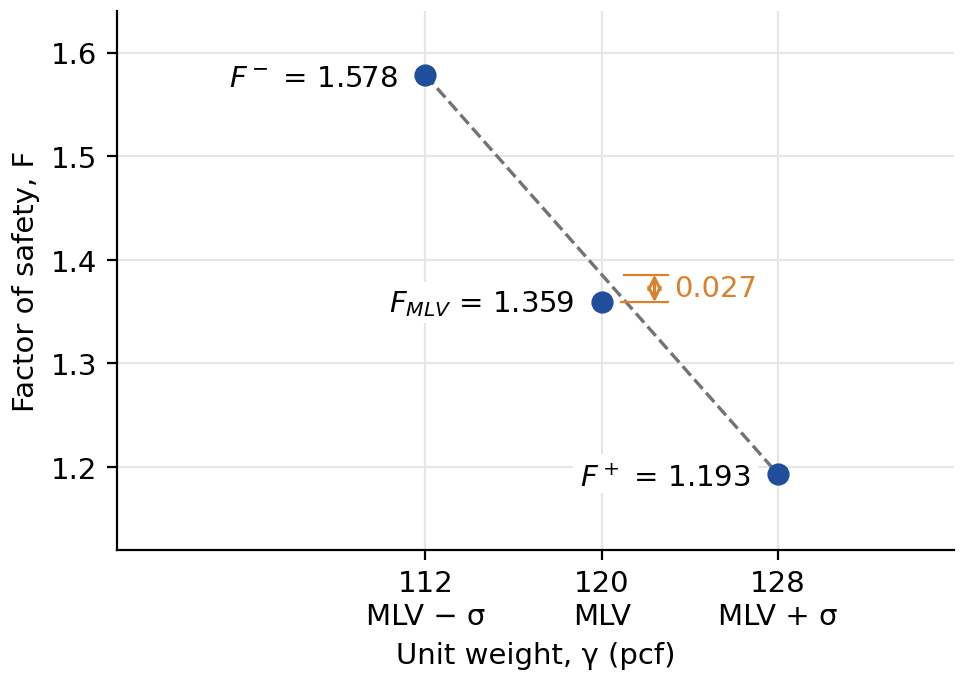 Factor of safety, F
1.6
1.5
1.4
1.3
1.2
F⁻ = 1.578
F_MLV = 1.359
0.027
F⁺ = 1.193
112
MLV − σ
120
MLV
128
MLV + σ
Unit weight, γ (pcf)